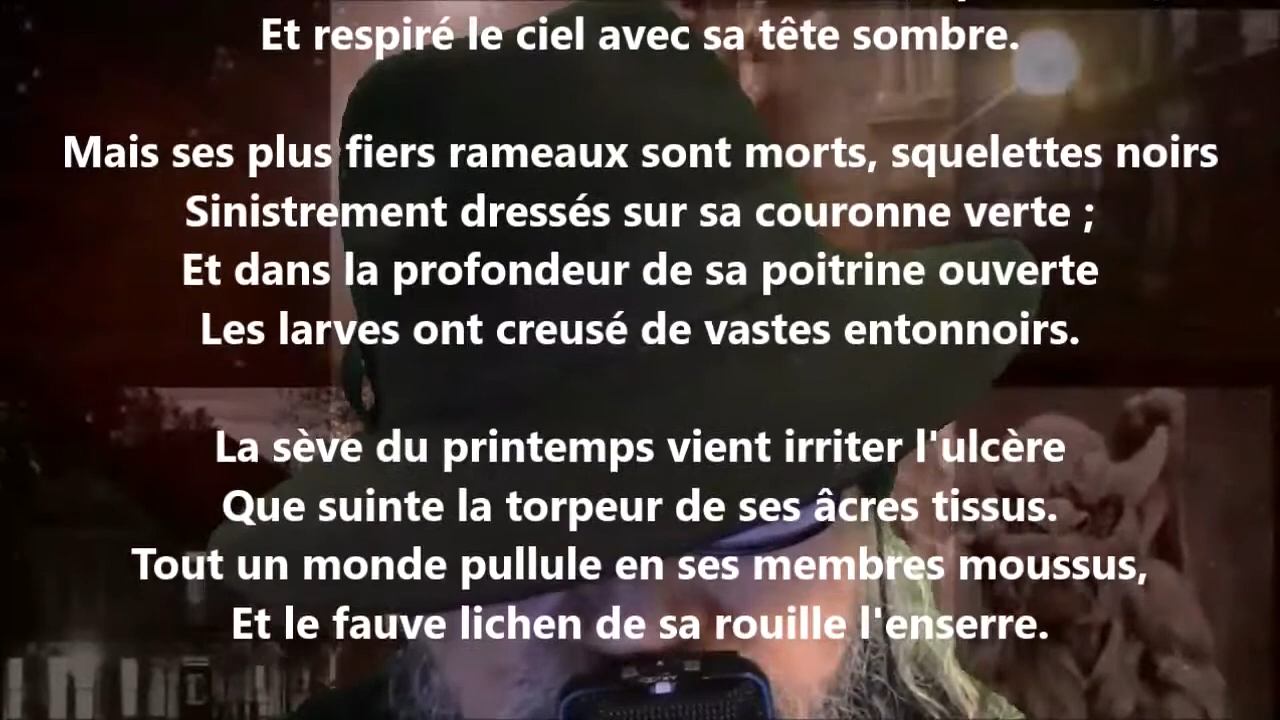 Et respiré le ciel avec sa tête sombre.
Mais ses plus fiers rameaux sont morts, squelettes noirs
Sinistrement dressés sur sa couronne verte ;
Et dans la profondeur de sa poitrine ouverte
Les larves ont creusé de vastes entonnoirs.
La sève du printemps vient irriter l'ulcère
Que suinte la torpeur de ses âcres tissus.
Tout un monde pullule en ses membres moussus,
Et le fauve lichen de sa rouille l'enserre.